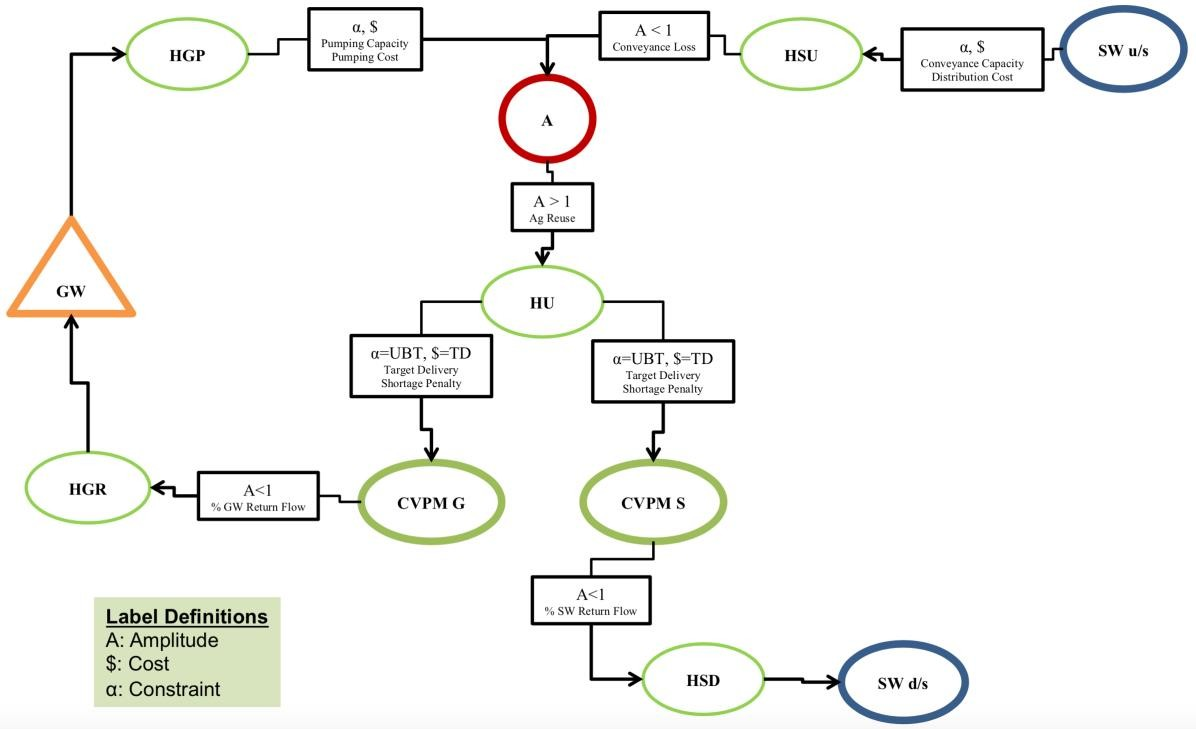 HGP
α, $
Pumping Capacity
Pumping Cost
A < 1
Conveyance Loss
HSU
α, $
Conveyance Capacity
Distribution Cost
SW u/s
A
A > 1
Ag Reuse
GW
HU
α=UBT, $=TD
Target Delivery
Shortage Penalty
α=UBT, $=TD
Target Delivery
Shortage Penalty
HGR
A<1
% GW Return Flow
CVPM G
CVPM S
A<1
% SW Return Flow
Label Definitions
A: Amplitude
$: Cost
α: Constraint
HSD
SW d/s